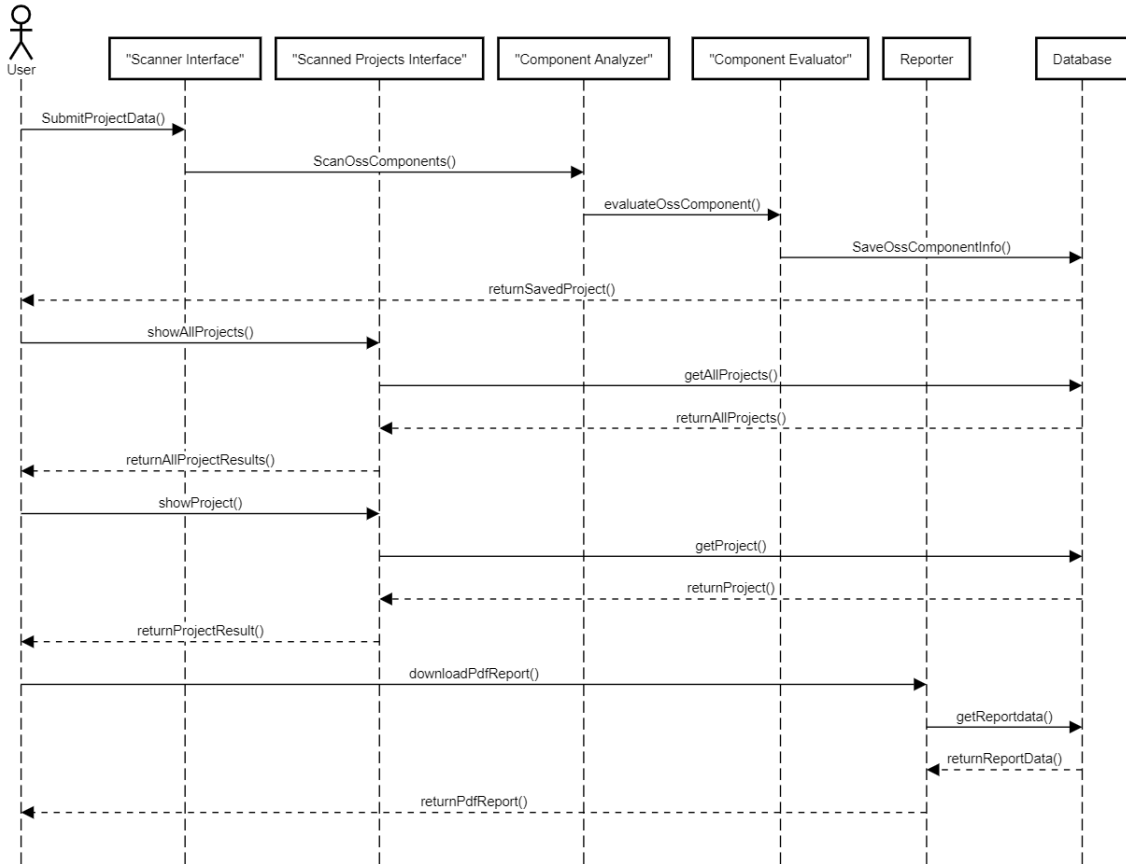 User
"Scanner Interface"
"Scanned Projects Interface"
"Component Analyzer"
"Component Evaluator"
Reporter
Database
SubmitProjectData()
ScanOssComponents()
evaluateOssComponent()
SaveOssComponentInfo()
returnSavedProject()
showAllProjects()
getAllProjects()
returnAllProjects()
returnAllProjectResults()
showProject()
getProject()
returnProject()
returnProjectResult()
downloadPdfReport()
getReportdata()
returnReportData()
returnPdfReport()